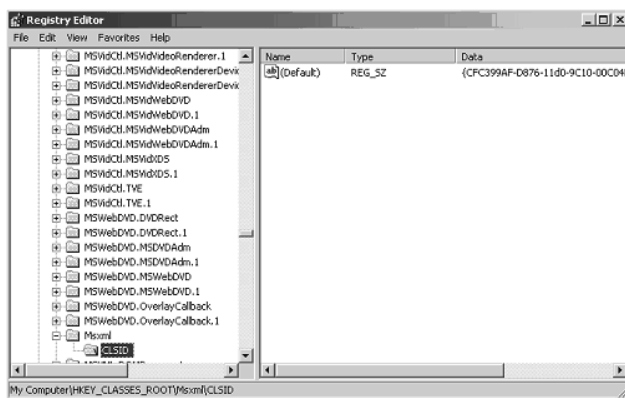 Registry Editor
File Edit View Favorites Help
MSVidCtl.MSVidVideoRenderer.1
MSVidCtl.MSVidVideoRendererDevic
MSVidCtl.MSVidVideoRendererDevic
MSVidCtl.MSVidWebDVD
MSVidCtl.MSVidWebDVD.1
MSVidCtl.MSVidWebDVDAdm
MSVidCtl.MSVidWebDVDAdm.1
MSVidCtl.MSVidXDS
MSVidCtl.MSVidXDS.1
MSVidCtl.TVE
MSVidCtl.TVE.1
MSWebDVD.DVDRect
MSWebDVD.DVDRect.1
MSWebDVD.MSDVDAdm
MSWebDVD.MSDVDAdm.1
MSWebDVD.MSWebDVD
MSWebDVD.MSWebDVD.1
MSWebDVD.OverlayCallback
MSWebDVD.OverlayCallback.1
Msxml
CLSID
Name Type Data
ab (Default) REG_SZ {CFC399AF-D876-11d0-9C10-00C04
My Computer\HKEY_CLASSES_ROOT\Msxml\CLSID